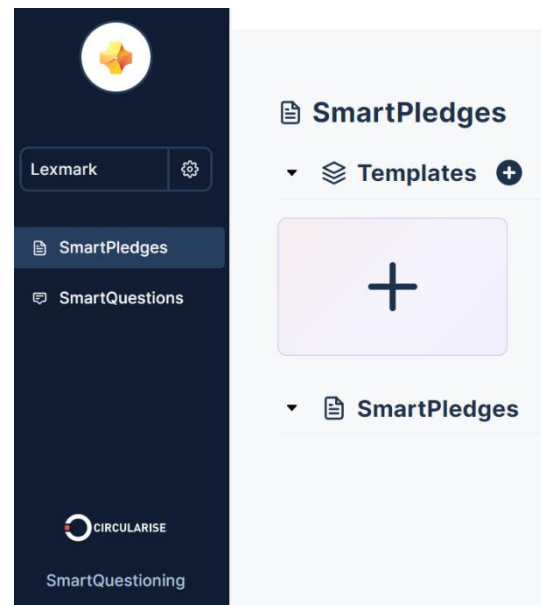 Lexmark
SmartPledges
SmartQuestions
CIRCULARISE
SmartQuestioning
SmartPledges
Templates
SmartPledges